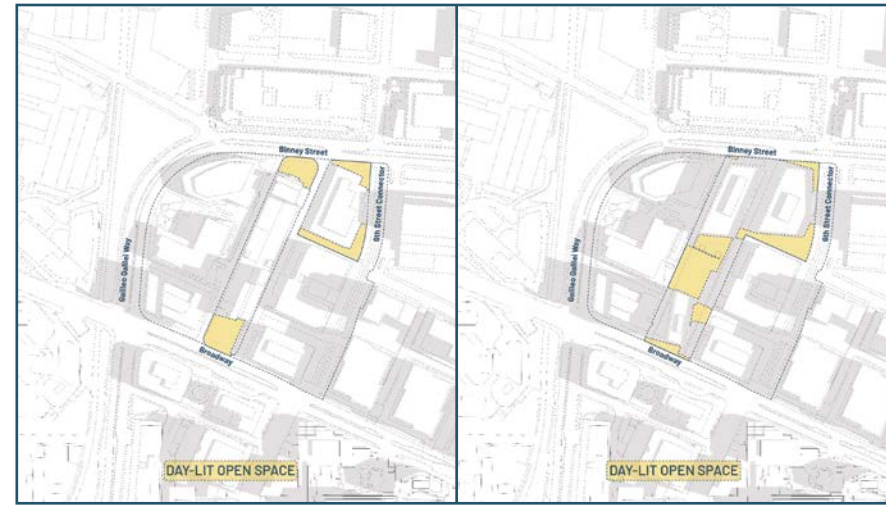 Binney Street
6th Street Connector
Galileo Galilei Way
Broadway
DAY-LIT OPEN SPACE
Binney Street
6th Street Connector
Galileo Galilei Way
Broadway
DAY-LIT OPEN SPACE